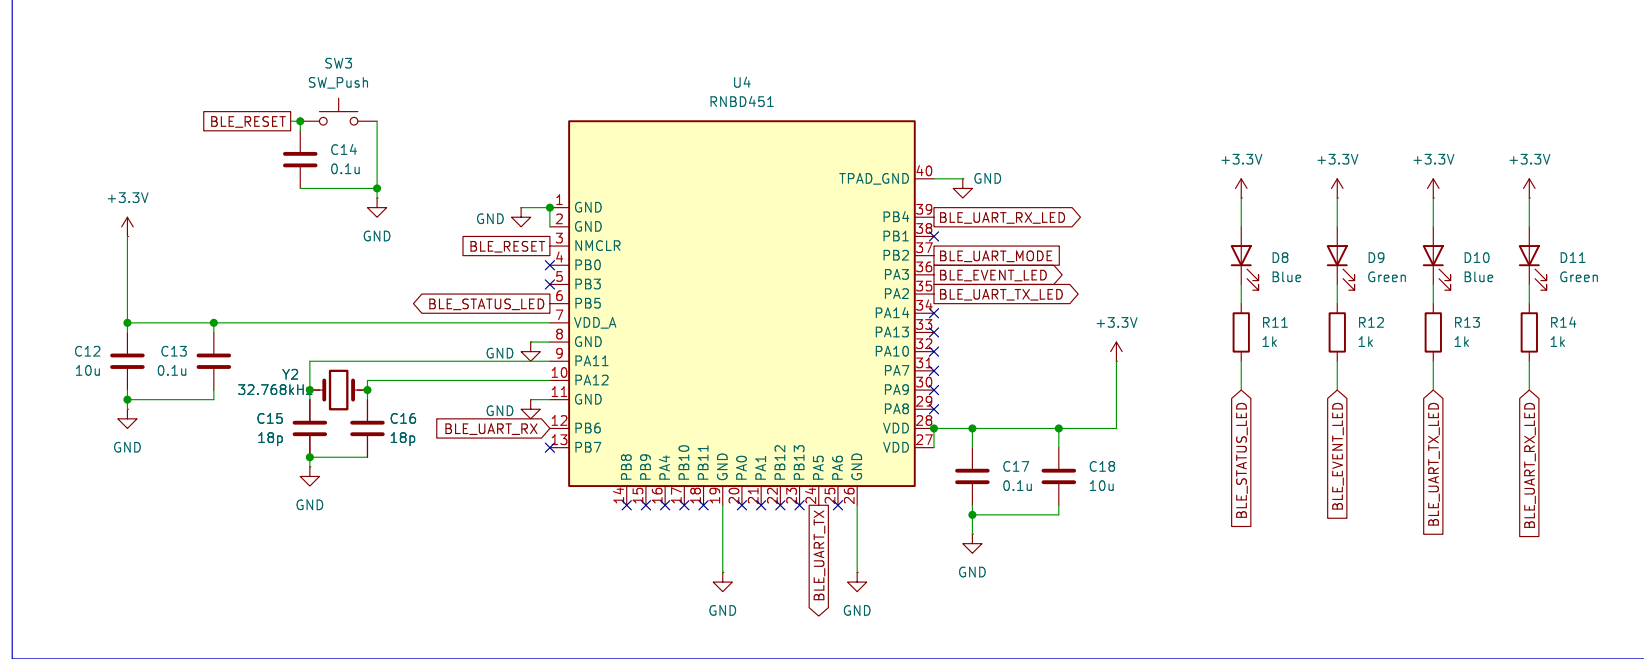 SW3
SW_Push
BLE_RESET
C14
0.1u
GND
+3.3V
C12
10u
C13
0.1u
GND
Y2
32.768kHz
C15
18p
C16
18p
GND
U4
RNBD451
GND
1 GND
2 GND
BLE_RESET
3 NMCLR
4 PB0
5 PB3
BLE_STATUS_LED
6 PB5
7 VDD_A
GND
8 GND
9 PA11
10 PA12
GND
11 GND
BLE_UART_RX
12 PB6
13 PB7
TPAD_GND 40
GND
PB4 39
BLE_UART_RX_LED
PB1 38
PB2 37
BLE_UART_MODE
PA3 36
BLE_EVENT_LED
PA2 35
BLE_UART_TX_LED
PA14 34
PA13 33
PA10 32
PA7 31
PA9 30
PA8 29
VDD 28
VDD 27
PB8 14
PB9 15
PA4 16
PB10 17
PB11 18
GND 19
PA0 20
PA1 21
PB12 22
PB13 23
PA5 24
PA6 25
GND 26
GND
BLE_UART_TX
GND
+3.3V
C17
0.1u
C18
10u
GND
+3.3V
D8
Blue
R11
1k
BLE_STATUS_LED
+3.3V
D9
Green
R12
1k
BLE_EVENT_LED
+3.3V
D10
Blue
R13
1k
BLE_UART_TX_LED
+3.3V
D11
Green
R14
1k
BLE_UART_RX_LED